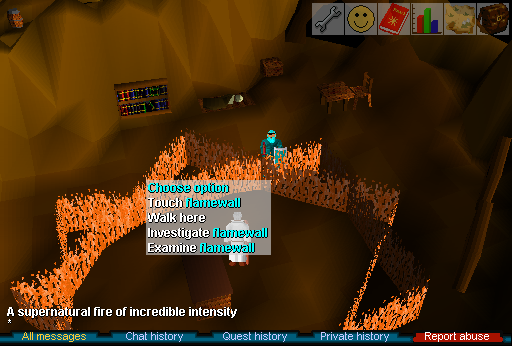 Choose option
Touch flamewall
Walk here
Investigate flamewall
Examine flamewall
A supernatural fire of incredible intensity
*
All messages
Chat history
Quest history
Private history
Report abuse